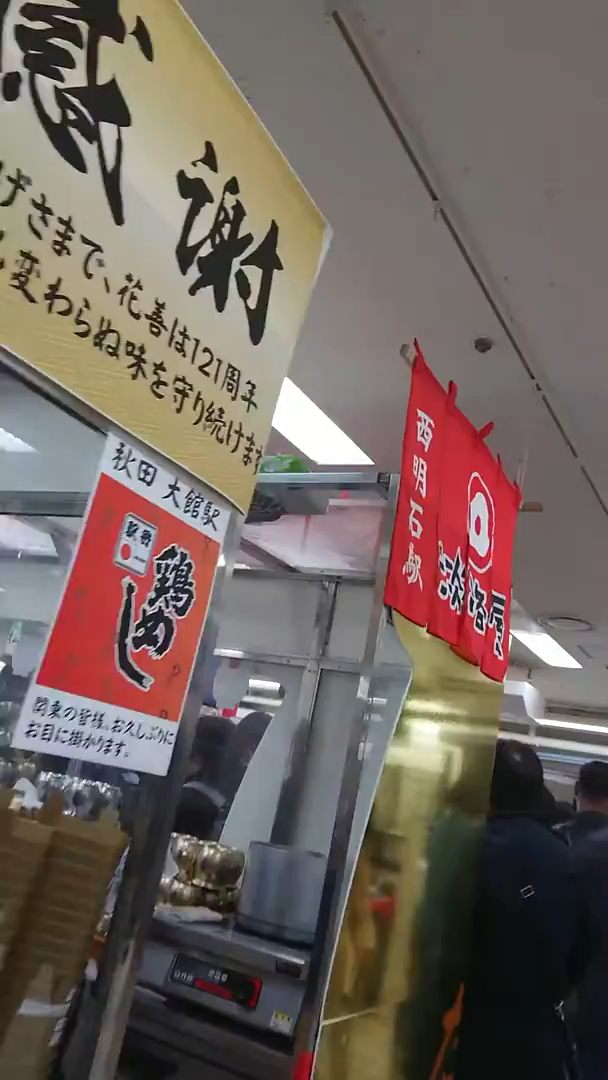 感謝
げさまで、花善は121周年
変わらぬ味を守り続けます
秋田 大館駅
駅弁
鶏めし
関東の皆様、お久しぶりに
お目に掛かります。
西明石駅
淡路屋